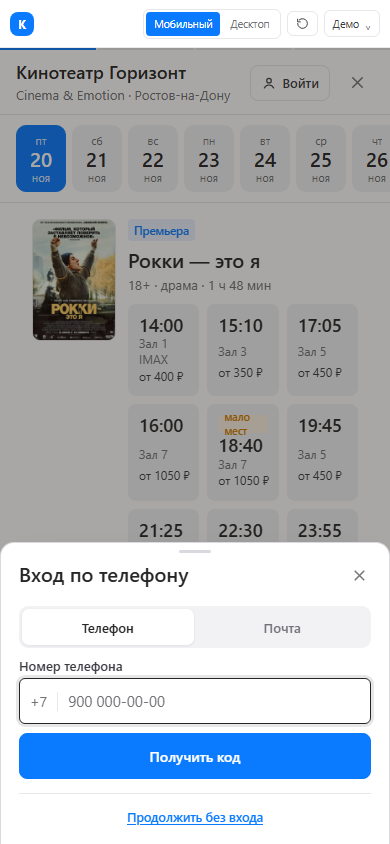 К
Мобильный
Десктоп
Демо
Кинотеатр Горизонт
Cinema & Emotion · Ростов-на-Дону
Войти
пт
20
ноя
сб
21
ноя
вс
22
ноя
пн
23
ноя
вт
24
ноя
ср
25
ноя
чт
26
ноя
РОККИ
ЭТО Я
Премьера
Рокки — это я
18+ · драма · 1 ч 48 мин
14:00
Зал 1
IMAX
от 400 ₽
15:10
Зал 3
от 350 ₽
17:05
Зал 5
от 450 ₽
16:00
Зал 7
от 1050 ₽
мало
мест
18:40
Зал 7
от 1050 ₽
19:45
Зал 5
от 450 ₽
21:25
22:30
23:55
Вход по телефону
Телефон
Почта
Номер телефона
+7
900 000-00-00
Получить код
Продолжить без входа